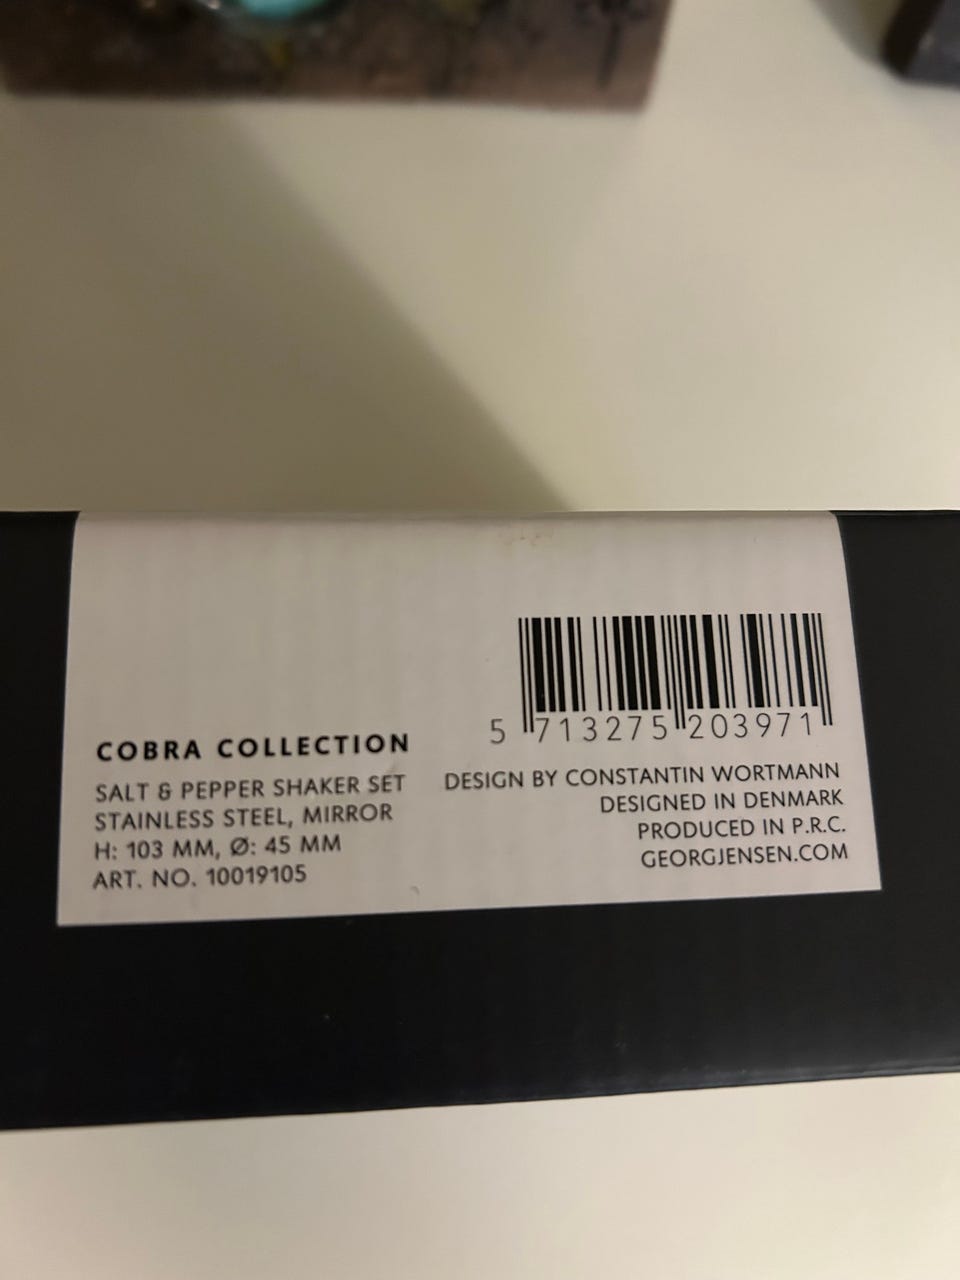 5 713275 203971
COBRA COLLECTION
SALT & PEPPER SHAKER SET
STAINLESS STEEL, MIRROR
H: 103 MM, Ø: 45 MM
ART. NO. 10019105
DESIGN BY CONSTANTIN WORTMANN
DESIGNED IN DENMARK
PRODUCED IN P.R.C.
GEORGJENSEN.COM